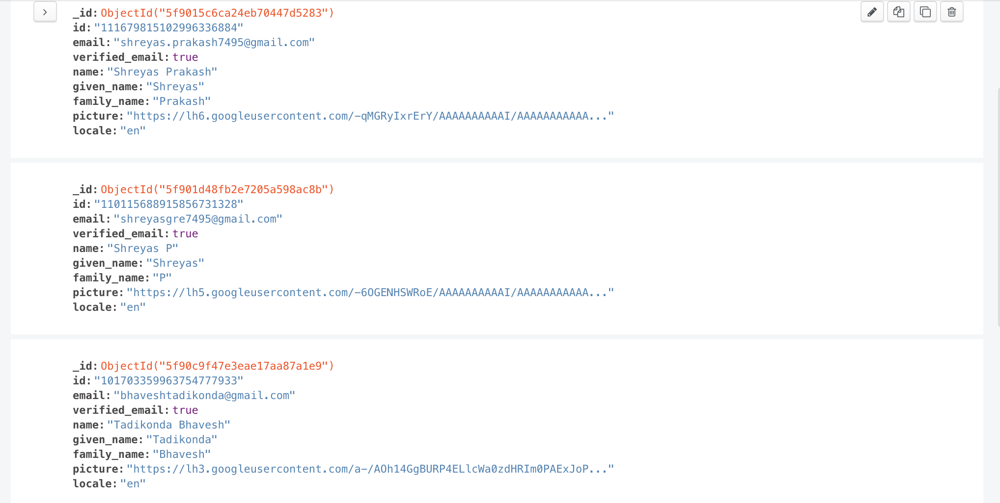 _id: ObjectId("5f9015c6ca24eb70447d5283")
id: "111679815102996336884"
email: "shreyas.prakash7495@gmail.com"
verified_email: true
name: "Shreyas Prakash"
given_name: "Shreyas"
family_name: "Prakash"
picture: "https://lh6.googleusercontent.com/-qMGRyIxrErY/AAAAAAAAAAI/AAAAAAAAAAA..."
locale: "en"
_id: ObjectId("5f901d48fb2e7205a598ac8b")
id: "110115688915856731328"
email: "shreyasgre7495@gmail.com"
verified_email: true
name: "Shreyas P"
given_name: "Shreyas"
family_name: "P"
picture: "https://lh5.googleusercontent.com/-6OGENHSWRoE/AAAAAAAAAAI/AAAAAAAAAAA..."
locale: "en"
_id: ObjectId("5f90c9f47e3eae17aa87a1e9")
id: "101703359963754777933"
email: "bhaveshtadikonda@gmail.com"
verified_email: true
name: "Tadikonda Bhavesh"
given_name: "Tadikonda"
family_name: "Bhavesh"
picture: "https://lh3.googleusercontent.com/a-/AOh14GgBURP4ELlcWa0zdHRIm0PAExJoP..."
locale: "en"